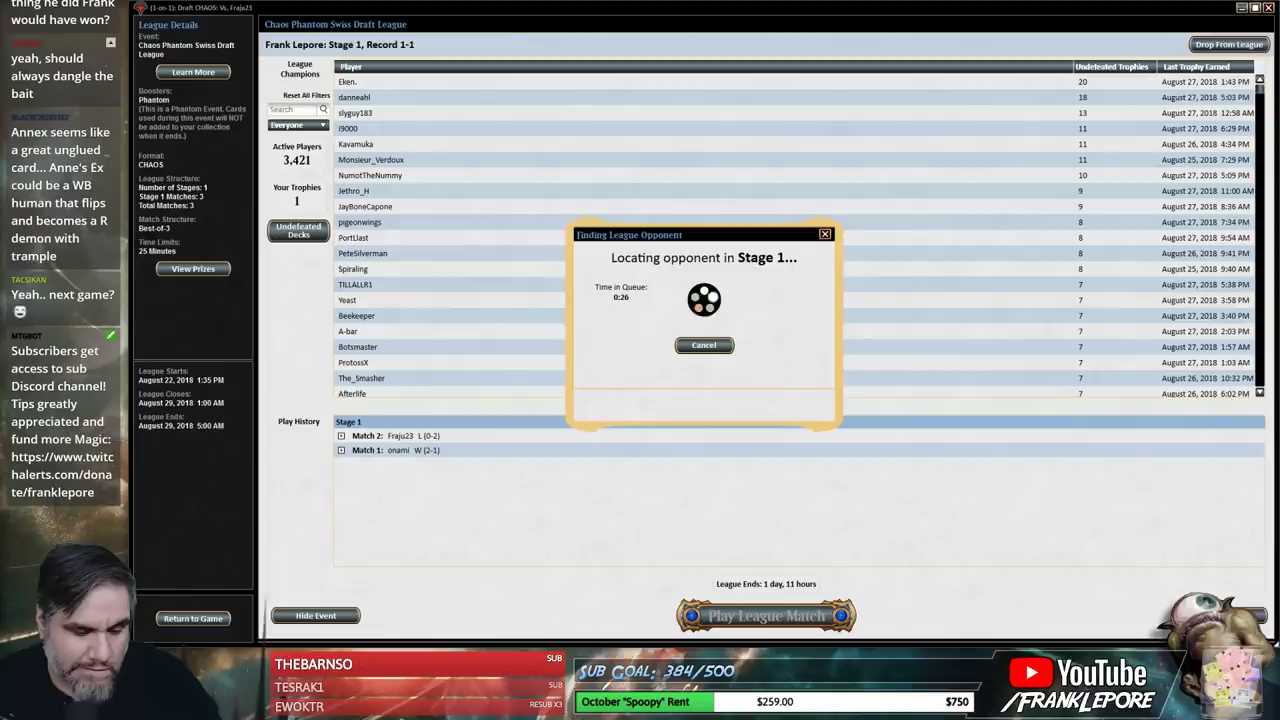 thing he did Frank
would have more?
yeah, should
always dangle the
bait
Annex seems like
a great unglued
card... Anne's Ex
could be a WB
human that flips
and becomes a R
demon with
trample
TACSIKAN
Yeah.. next game?
MTGBOT
Subscribers get
access to sub
Discord channel!
Tips greatly
appreciated and
fund more Magic:
https://www.twitc
halerts.com/dona
te/franklepore
(1-on-1): Draft CHAOS: Vs. Fraju23
League Details
Event:
Chaos Phantom Swiss Draft
League
Learn More
Boosters:
Phantom
(This is a Phantom Event. Cards
used during this event will NOT
be added to your collection
when it ends.)
Format:
CHAOS
League Structure:
Number of Stages: 1
Stage 1 Matches: 3
Total Matches: 3
Match Structure:
Best-of-3
Time Limits:
25 Minutes
View Prizes
League Starts:
August 22, 2018 1:35 PM
League Closes:
August 29, 2018 1:00 AM
League Ends:
August 29, 2018 5:00 AM
Return to Game
Chaos Phantom Swiss Draft League
Frank Lepore: Stage 1, Record 1-1
Drop From League
League
Champions
Reset All Filters
Search
Everyone
Active Players
3,421
Your Trophies
1
Undefeated
Decks
Player Undefeated Trophies Last Trophy Earned
Eken. 20 August 27, 2018 1:43 PM
danneahl 18 August 27, 2018 5:03 PM
slyguy183 13 August 27, 2018 12:58 AM
i9000 11 August 27, 2018 6:29 PM
Kavamuka 11 August 26, 2018 4:34 PM
Monsieur_Verdoux 11 August 25, 2018 7:29 PM
NumotTheNummy 10 August 27, 2018 5:09 PM
Jethro_H 9 August 27, 2018 11:00 AM
JayBoneCapone 9 August 27, 2018 8:36 AM
pigeonwings 8 August 27, 2018 7:34 PM
PortLlast 8 August 27, 2018 9:54 AM
PeteSilverman 8 August 26, 2018 9:41 PM
Spiraling 8 August 25, 2018 9:40 AM
TILLALLR1 7 August 27, 2018 5:38 PM
Yeast 7 August 27, 2018 3:58 PM
Beekeeper 7 August 27, 2018 3:40 PM
A-bar 7 August 27, 2018 2:03 PM
Botsmaster 7 August 27, 2018 1:57 AM
ProtossX 7 August 27, 2018 1:03 AM
The_Smasher 7 August 26, 2018 10:32 PM
Afterlife 7 August 26, 2018 6:02 PM
Finding League Opponent
Locating opponent in Stage 1...
Time in Queue:
0:26
Cancel
Play History
Stage 1
Match 2: Fraju23 L (0-2)
Match 1: onami W (2-1)
League Ends: 1 day, 11 hours
Hide Event
Play League Match
THEBARNSO SUB
TESRAK1 SUB
EWOKTR RESUB X3
SUB GOAL: 384/500
October "Spoopy" Rent $259.00 $750
YouTube
/FRANKLEPORE